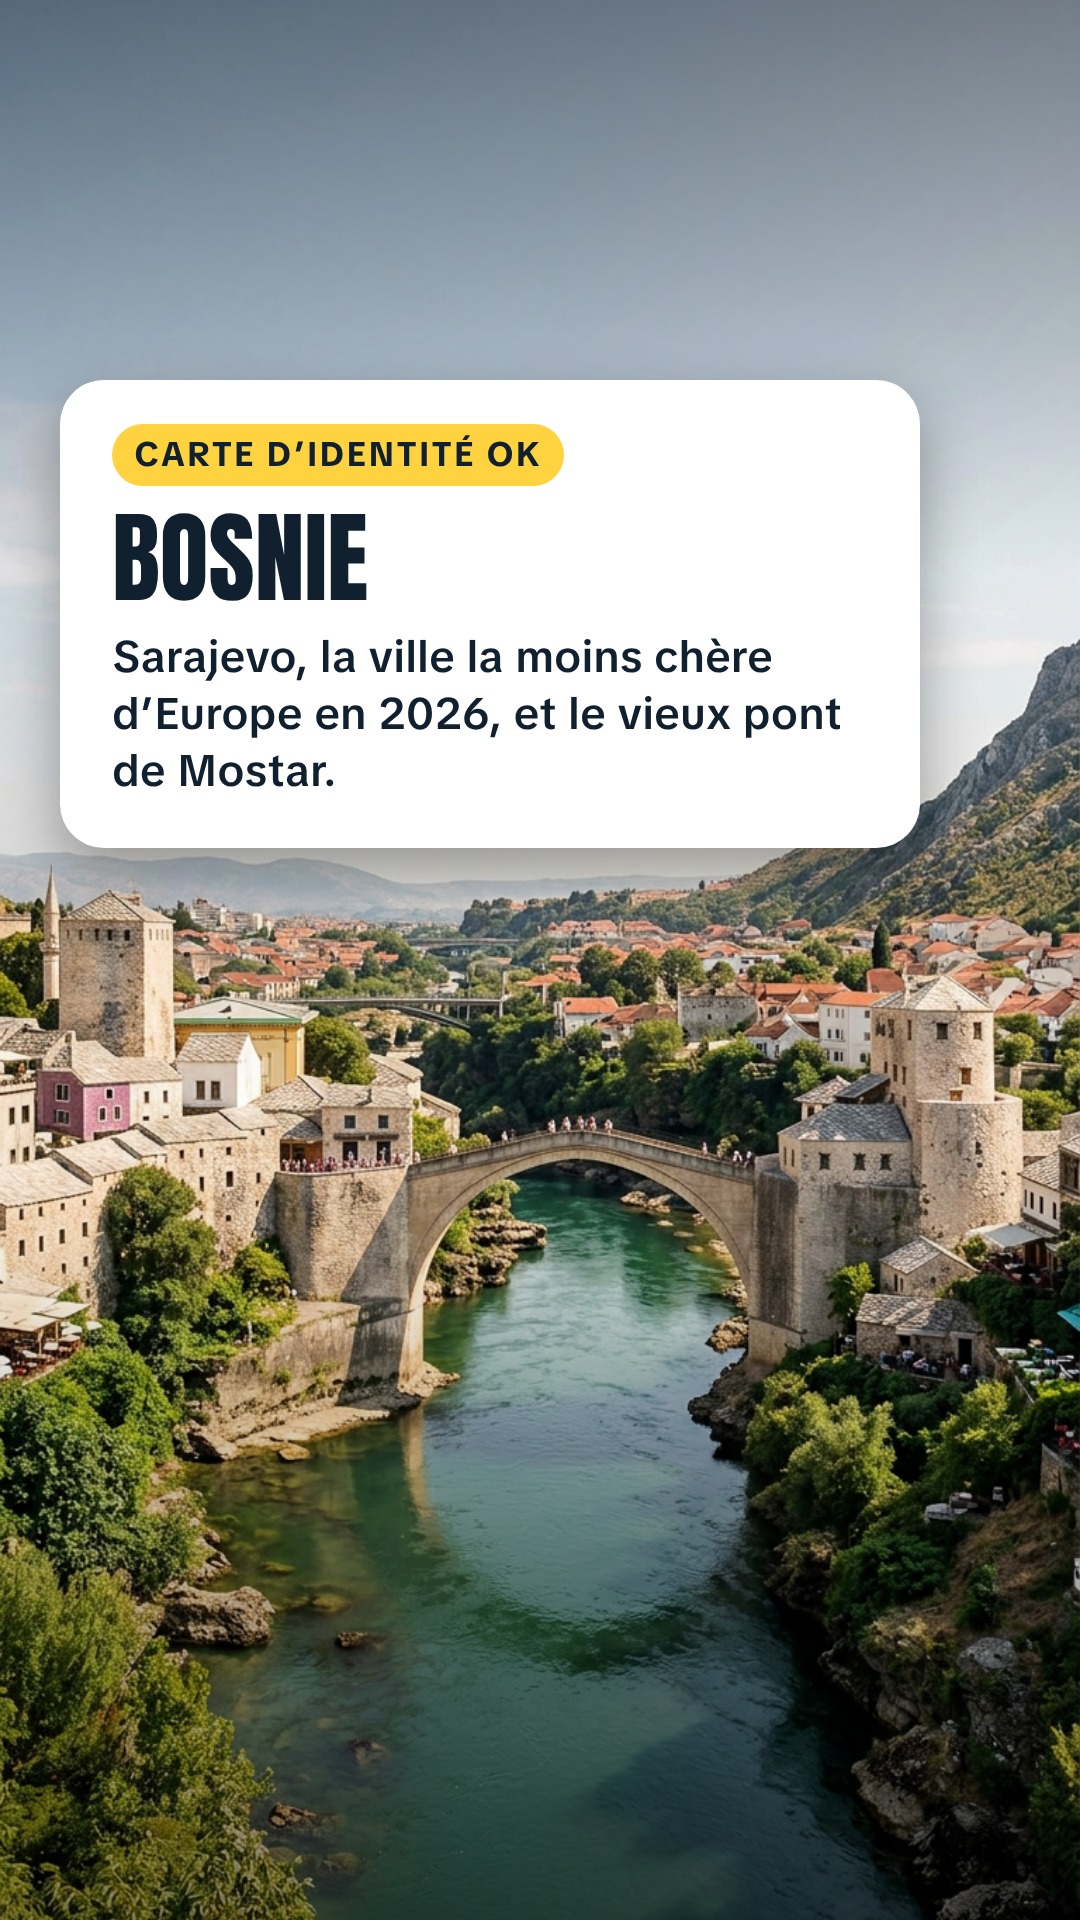 CARTE D’IDENTITÉ OK
BOSNIE
Sarajevo, la ville la moins chère
d’Europe en 2026, et le vieux pont
de Mostar.